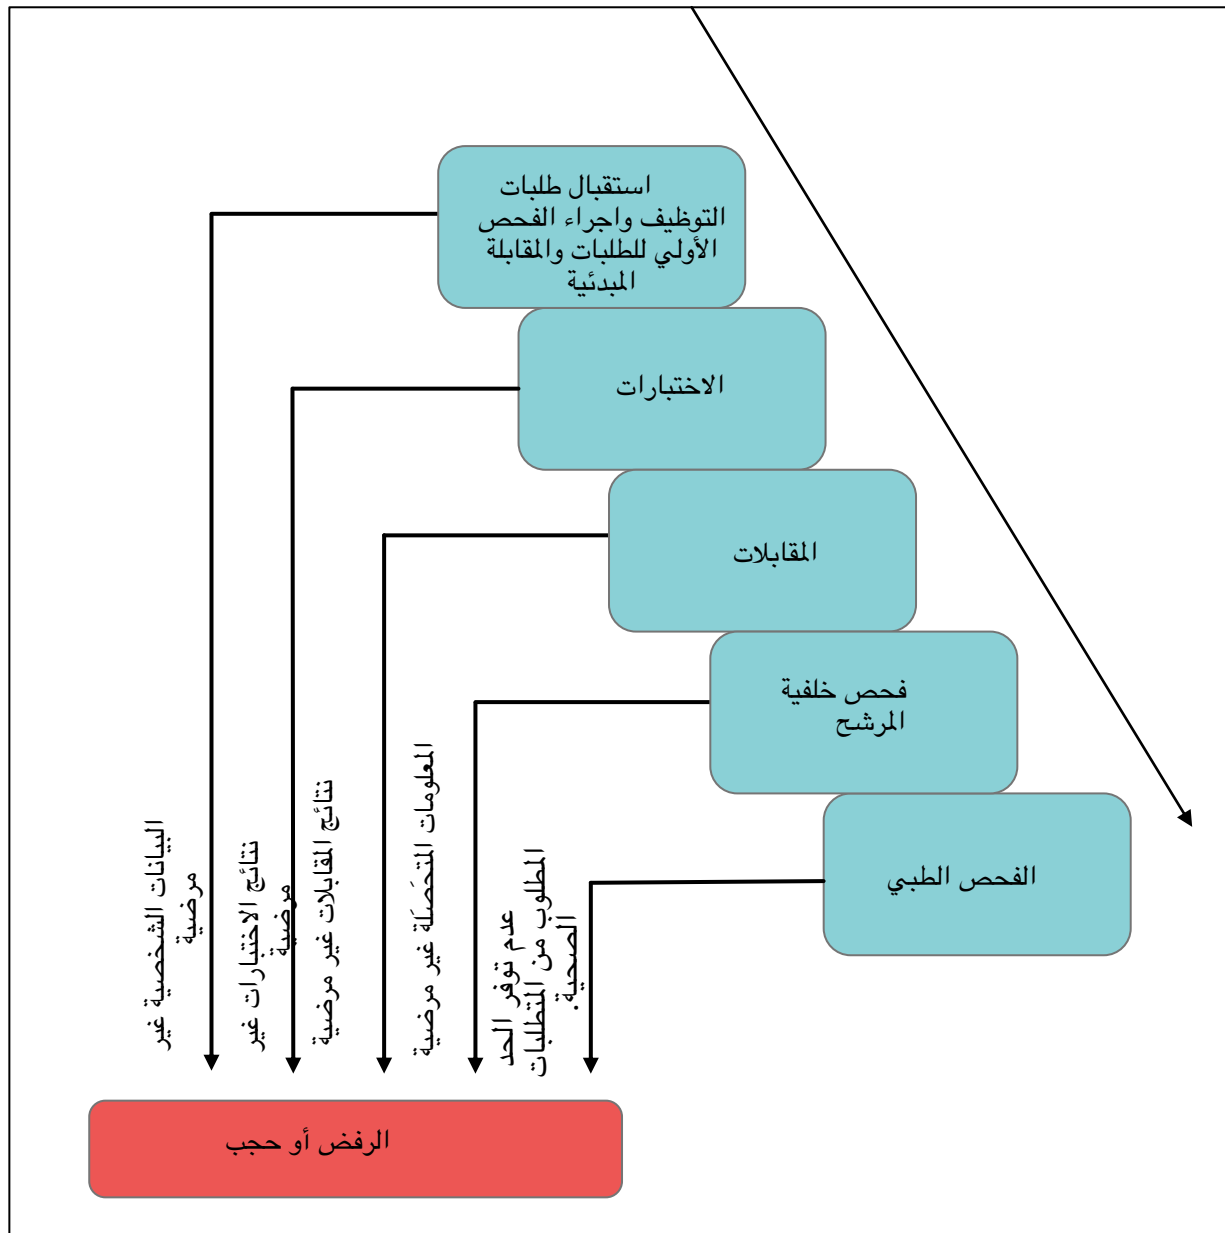 استقبال طلبات
التوظيف واجراء الفحص
الأولي للطلبات والمقابلة
المبدئية
الاختبارات
المقابلات
فحص خلفية
المرشح
الفحص الطبي
البيانات الشخصية غير
مرضية
نتائج الاختبارات غير
مرضية
نتائج المقابلات غير مرضية
المعلومات المتحصَلة غير مرضية
عدم توفر الحد
المطلوب من المتطلبات
الصحية.
الرفض أو حجب